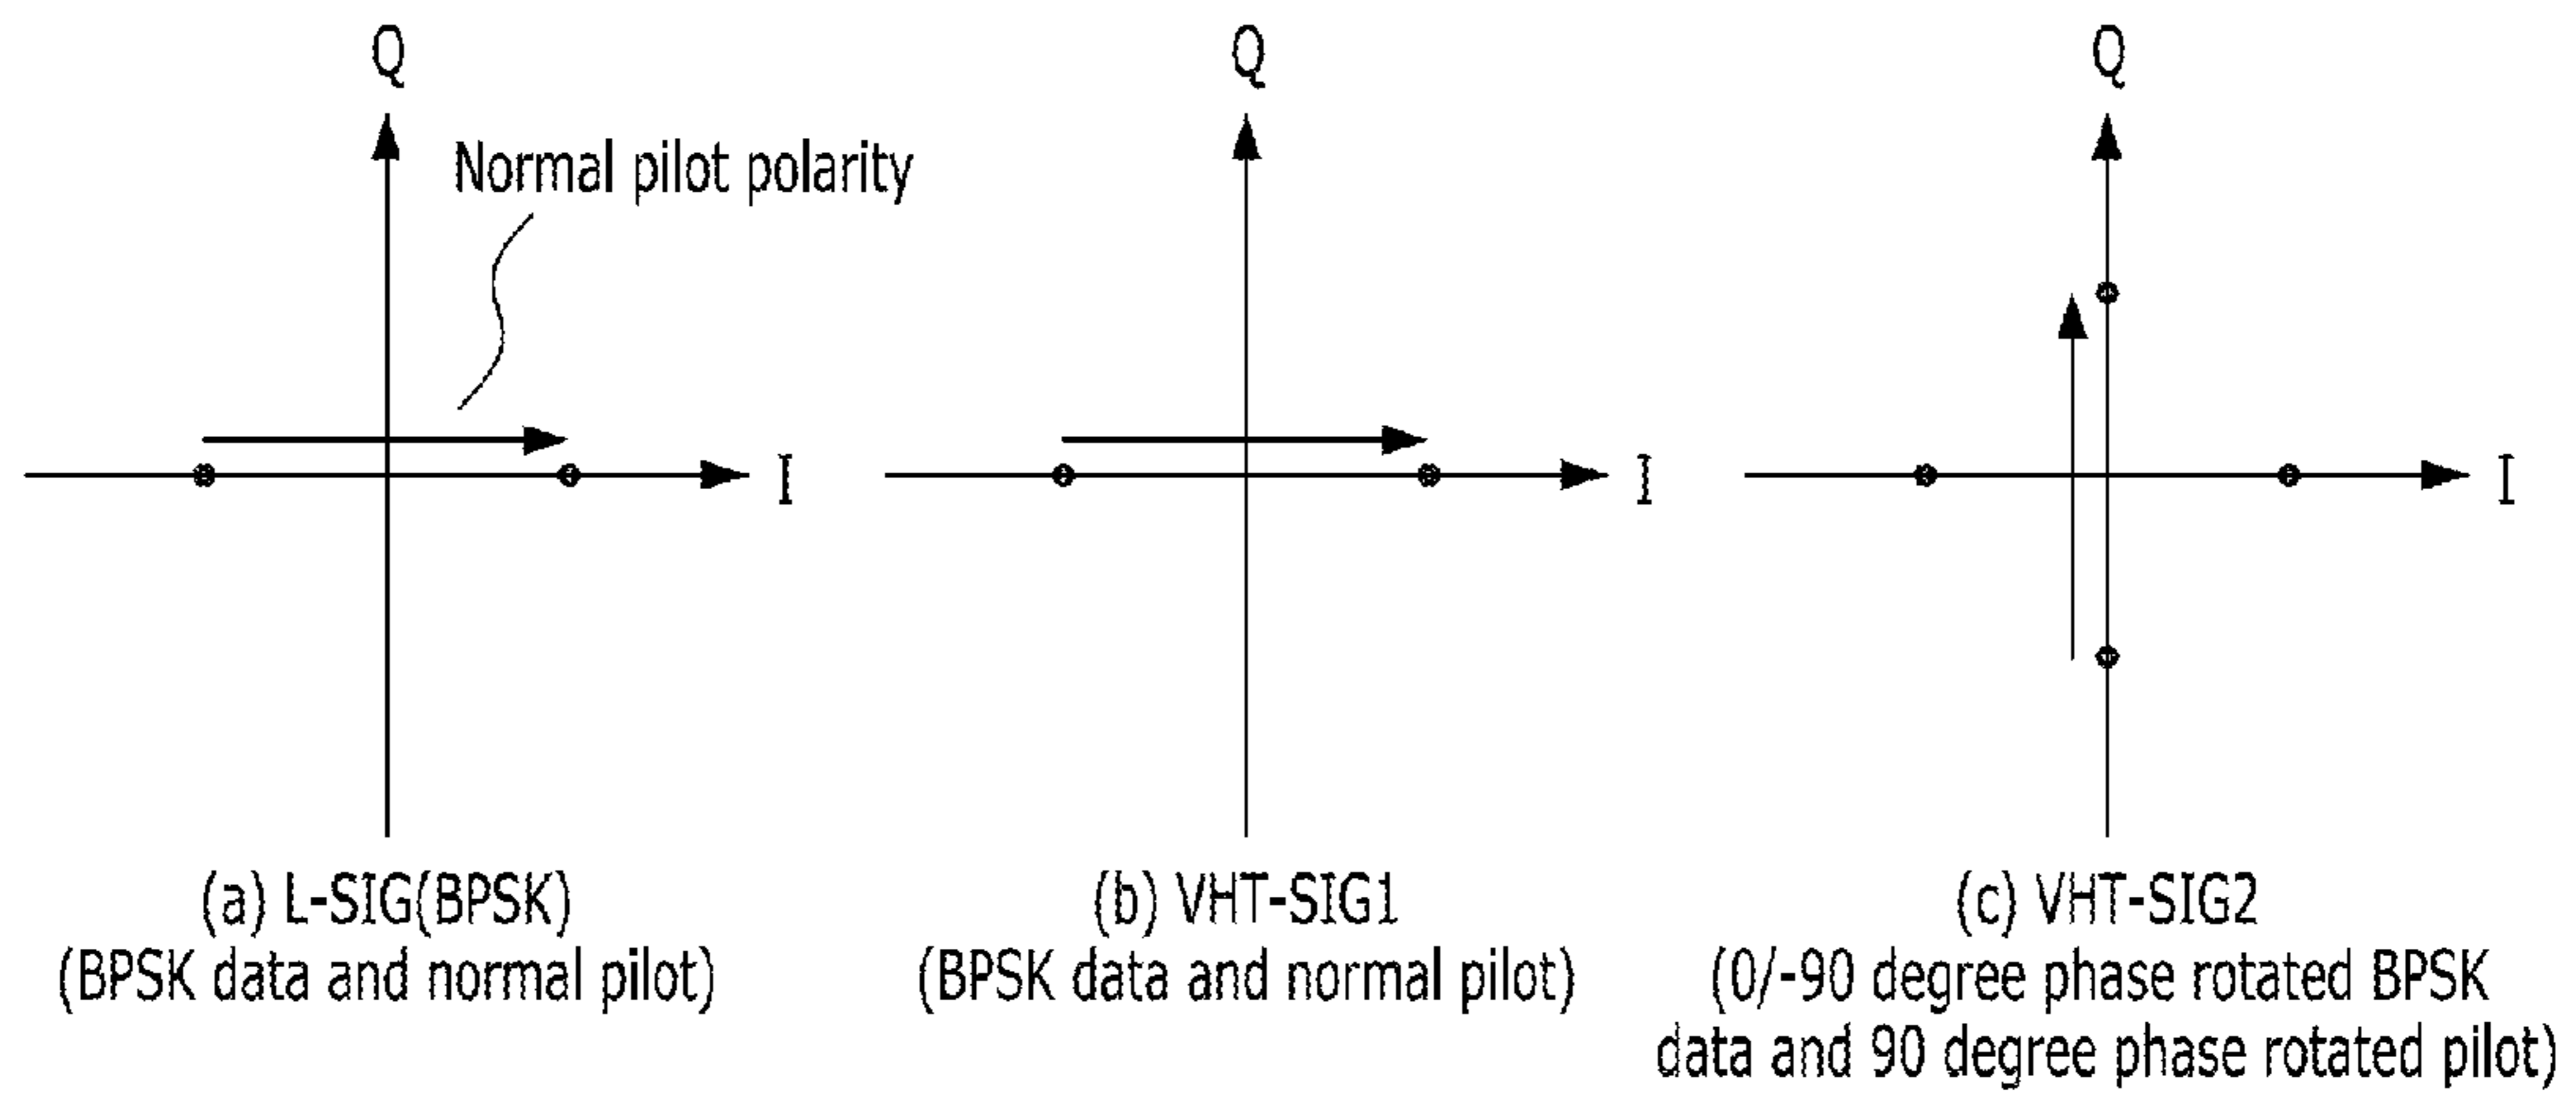 Q
Normal pilot polarity
I
(a) L-SIG(BPSK)
(BPSK data and normal pilot)
Q
I
(b) VHT-SIG1
(BPSK data and normal pilot)
Q
I
(c) VHT-SIG2
(0/-90 degree phase rotated BPSK
data and 90 degree phase rotated pilot)